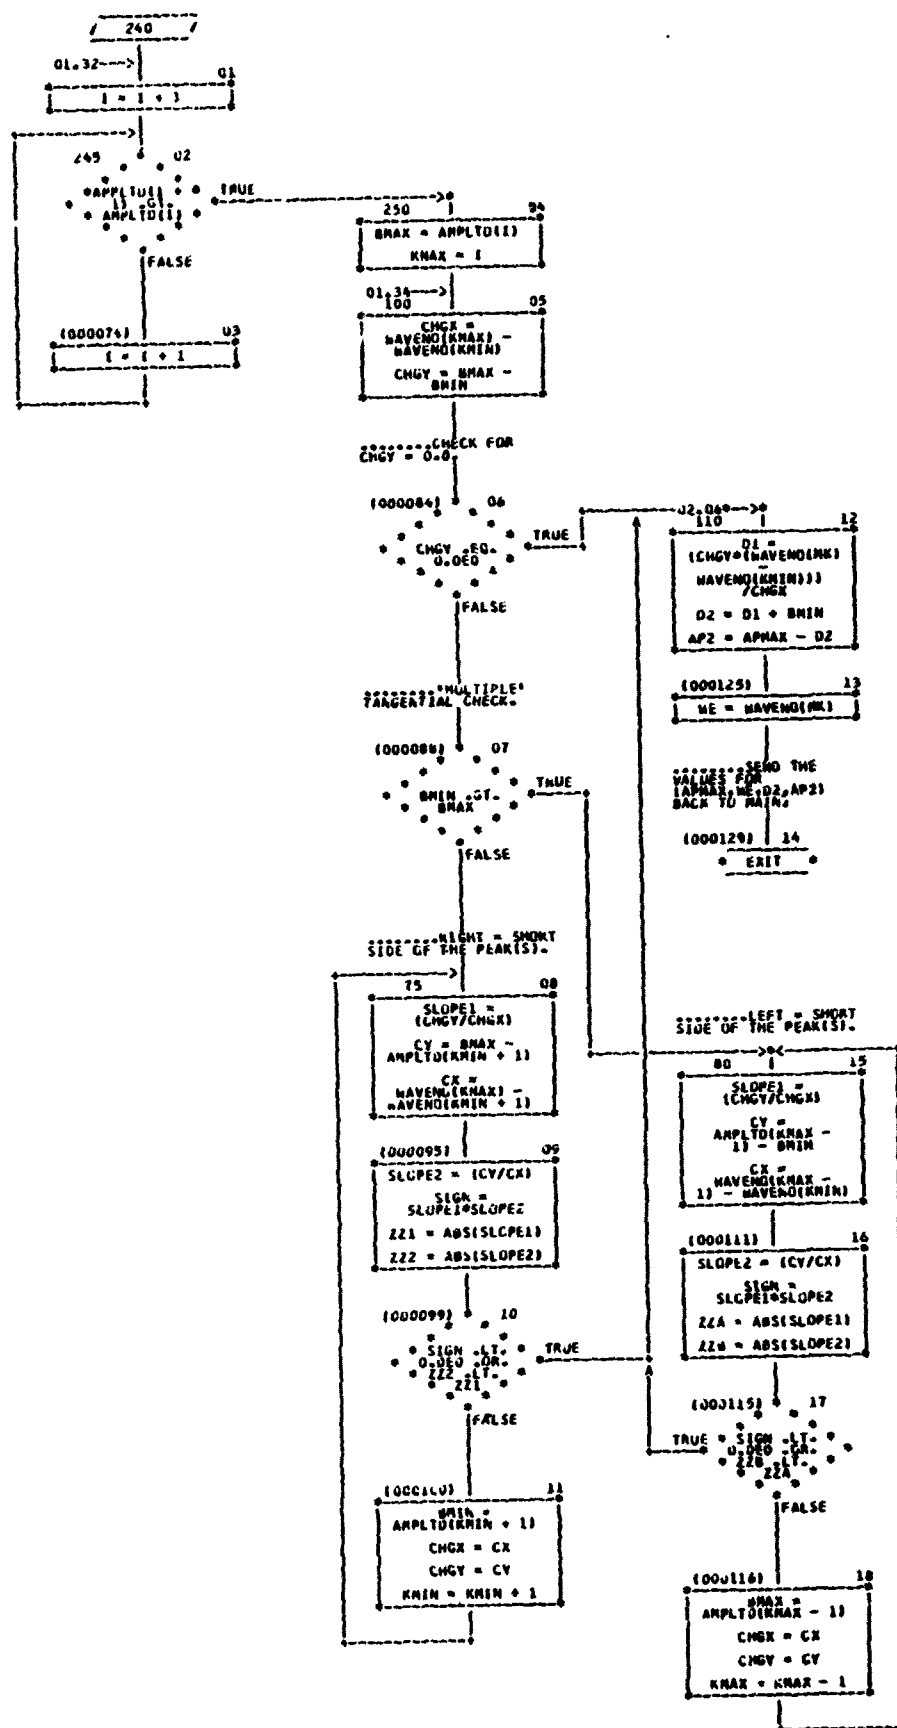 240
01.32--->
01
I = I + 1
245 02
AMPLTD(I +
1) .GT.
AMPLTD(I)
TRUE
FALSE
(000074) 03
I = I + 1
250 04
BMAX = AMPLTD(I)
KMAX = I
01.34--->
100 05
CHGX =
WAVENO(KMAX) -
WAVENO(KMIN)
CHGY = BMAX -
BMIN
........CHECK FOR
CHGY = 0.0.
(000084) 06
CHGY .EQ.
0.0E0
TRUE
FALSE
........"MULTIPLE"
TANGENTIAL CHECK.
(000086) 07
BMIN .GT.
BMAX
TRUE
FALSE
........RIGHT = SHORT
SIDE OF THE PEAK(S).
75 08
SLOPE1 =
(CHGY/CHGX)
CY = BMAX -
AMPLTD(KMIN + 1)
CX =
WAVENO(KMAX) -
WAVENO(KMIN + 1)
(000095) 09
SLOPE2 = (CY/CX)
SIGN =
SLOPE1*SLOPE2
ZZ1 = ABS(SLOPE1)
ZZ2 = ABS(SLOPE2)
(000099) 10
SIGN .LT.
0.0E0 .OR.
ZZ2 .LT.
ZZ1
TRUE
FALSE
(000100) 11
BMIN =
AMPLTD(KMIN + 1)
CHGX = CX
CHGY = CY
KMIN = KMIN + 1
02.06--->
110 12
D1 =
(CHGY*(WAVENO(MK)
-
WAVENO(KMIN)))
/CHGX
D2 = D1 + BMIN
AP2 = APMAX - D2
(000125) 13
WE = WAVENO(MK)
........SEND THE
VALUES FOR
(APMAX,WE,D2,AP2)
BACK TO MAIN.
(000129) 14
EXIT
........LEFT = SHORT
SIDE OF THE PEAK(S).
80 15
SLOPE1 =
(CHGY/CHGX)
CY =
AMPLTD(KMAX -
1) - BMIN
CX =
WAVENO(KMAX -
1) - WAVENO(KMIN)
(000111) 16
SLOPE2 = (CY/CX)
SIGN =
SLOPE1*SLOPE2
ZZA = ABS(SLOPE1)
ZZB = ABS(SLOPE2)
(000115) 17
SIGN .LT.
0.0E0 .OR.
ZZB .LT.
ZZA
TRUE
FALSE
(000116) 18
BMAX =
AMPLTD(KMAX - 1)
CHGX = CX
CHGY = CY
KMAX = KMAX - 1